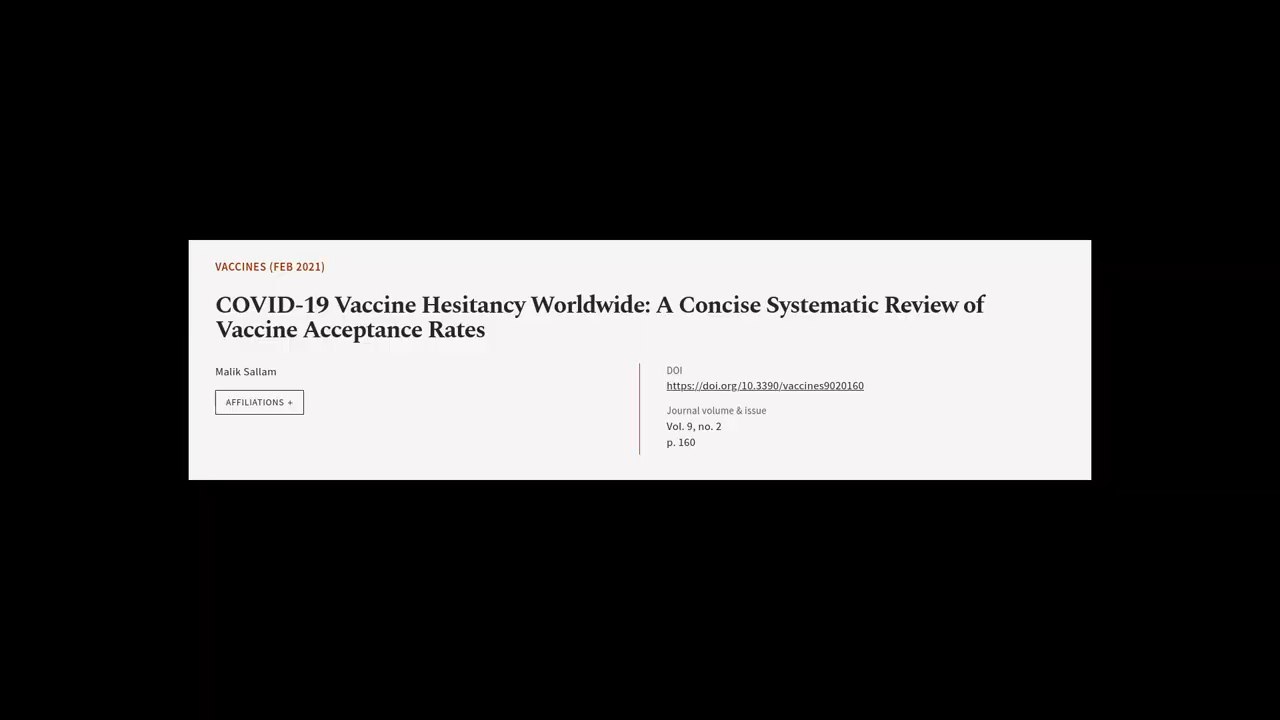 VACCINES (FEB 2021)
COVID-19 Vaccine Hesitancy Worldwide: A Concise Systematic Review of
Vaccine Acceptance Rates
Malik Sallam
AFFILIATIONS +
DOI
https://doi.org/10.3390/vaccines9020160
Journal volume & issue
Vol. 9, no. 2
p. 160